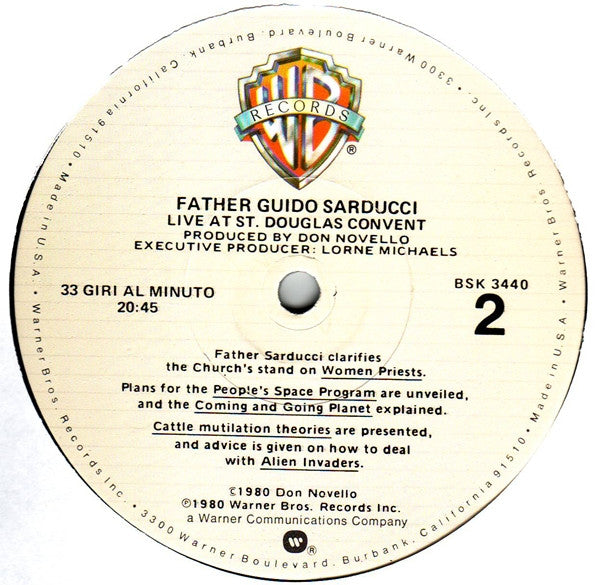 WB
RECORDS
®
FATHER GUIDO SARDUCCI
LIVE AT ST. DOUGLAS CONVENT
PRODUCED BY DON NOVELLO
EXECUTIVE PRODUCER: LORNE MICHAELS
33 GIRI AL MINUTO
20:45
BSK 3440
2
Father Sarducci clarifies
the Church's stand on Women Priests.
Plans for the People's Space Program are unveiled,
and the Coming and Going Planet explained.
Cattle mutilation theories are presented,
and advice is given on how to deal
with Alien Invaders.
©1980 Don Novello
℗1980 Warner Bros. Records Inc.
a Warner Communications Company
®
Made in U.S.A. • Warner Bros. Records Inc. • 3300 Warner Boulevard, Burbank, California 91510 • Made in U.S.A. • Warner Bros. Records Inc. • 3300 Warner Boulevard, Burbank, California 91510 •